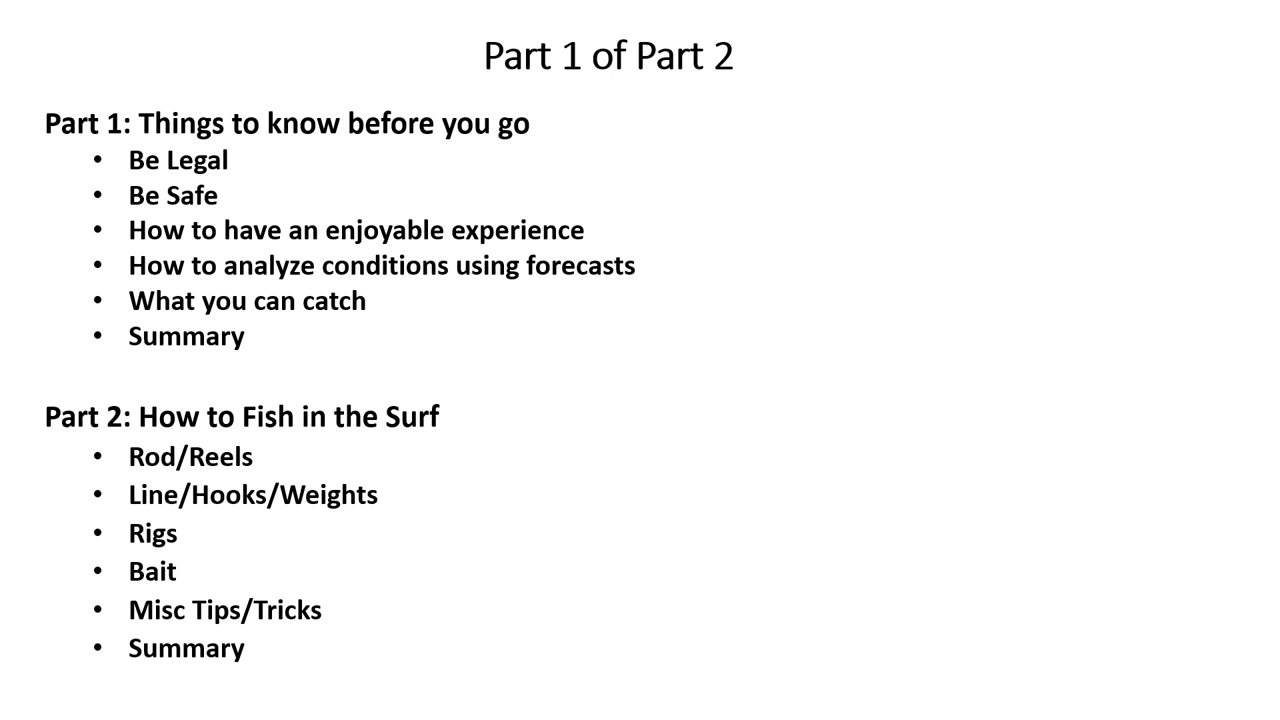 Part 1 of Part 2
Part 1: Things to know before you go
• Be Legal
• Be Safe
• How to have an enjoyable experience
• How to analyze conditions using forecasts
• What you can catch
• Summary
Part 2: How to Fish in the Surf
• Rod/Reels
• Line/Hooks/Weights
• Rigs
• Bait
• Misc Tips/Tricks
• Summary